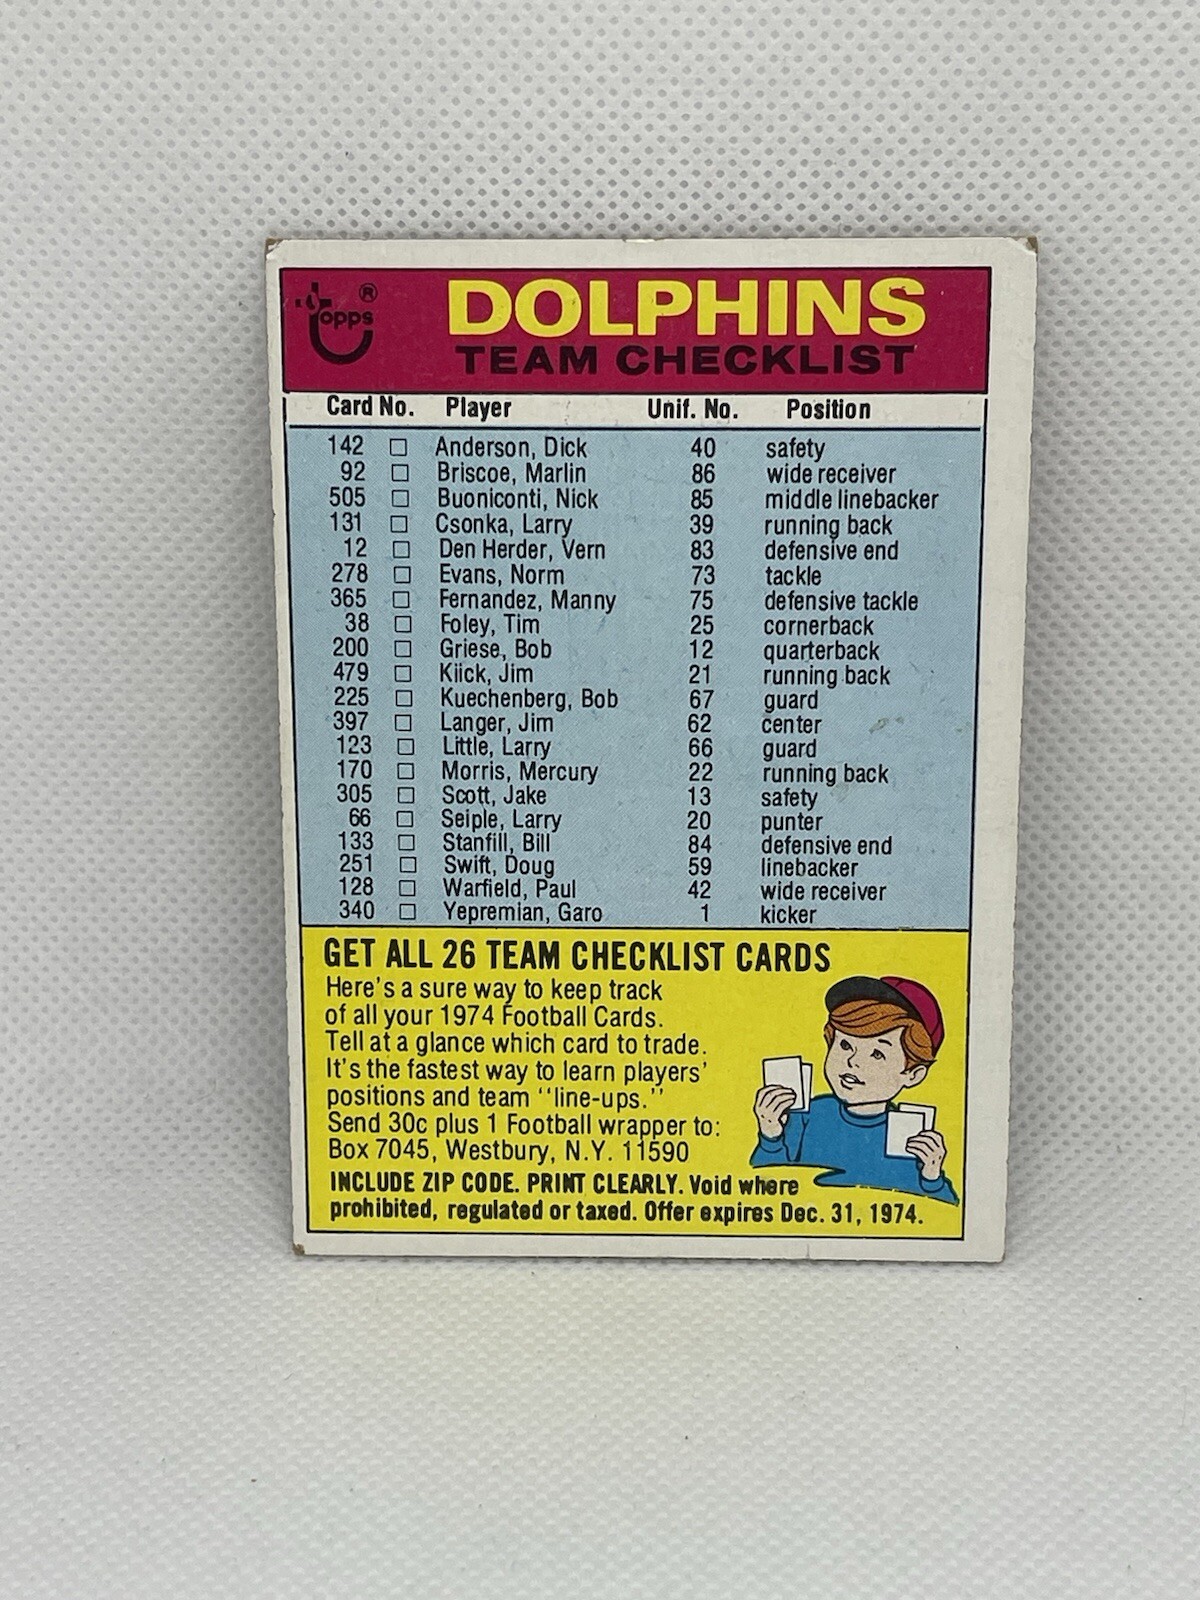 topps ®
DOLPHINS
TEAM CHECKLIST
Card No. Player Unif. No. Position
142 Anderson, Dick 40 safety
92 Briscoe, Marlin 86 wide receiver
505 Buoniconti, Nick 85 middle linebacker
131 Csonka, Larry 39 running back
12 Den Herder, Vern 83 defensive end
278 Evans, Norm 73 tackle
365 Fernandez, Manny 75 defensive tackle
38 Foley, Tim 25 cornerback
200 Griese, Bob 12 quarterback
479 Kiick, Jim 21 running back
225 Kuechenberg, Bob 67 guard
397 Langer, Jim 62 center
123 Little, Larry 66 guard
170 Morris, Mercury 22 running back
305 Scott, Jake 13 safety
66 Seiple, Larry 20 punter
133 Stanfill, Bill 84 defensive end
251 Swift, Doug 59 linebacker
128 Warfield, Paul 42 wide receiver
340 Yepremian, Garo 1 kicker
GET ALL 26 TEAM CHECKLIST CARDS
Here's a sure way to keep track
of all your 1974 Football Cards.
Tell at a glance which card to trade.
It's the fastest way to learn players'
positions and team "line-ups."
Send 30c plus 1 Football wrapper to:
Box 7045, Westbury, N.Y. 11590
INCLUDE ZIP CODE. PRINT CLEARLY. Void where
prohibited, regulated or taxed. Offer expires Dec. 31, 1974.